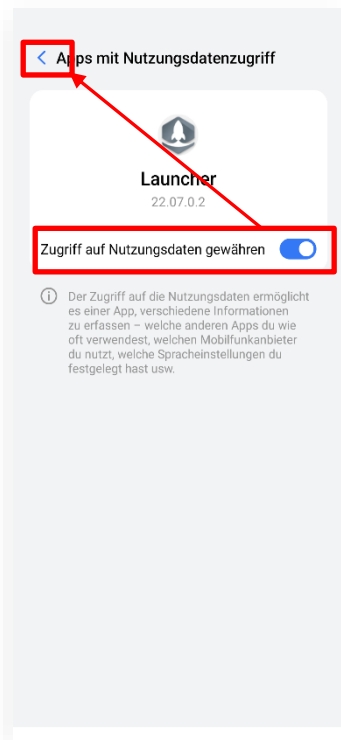 Apps mit Nutzungsdatenzugriff
Launcher
22.07.0.2
Zugriff auf Nutzungsdaten gewähren
Der Zugriff auf die Nutzungsdaten ermöglicht
es einer App, verschiedene Informationen
zu erfassen – welche anderen Apps du wie
oft verwendest, welchen Mobilfunkanbieter
du nutzt, welche Spracheinstellungen du
festgelegt hast usw.